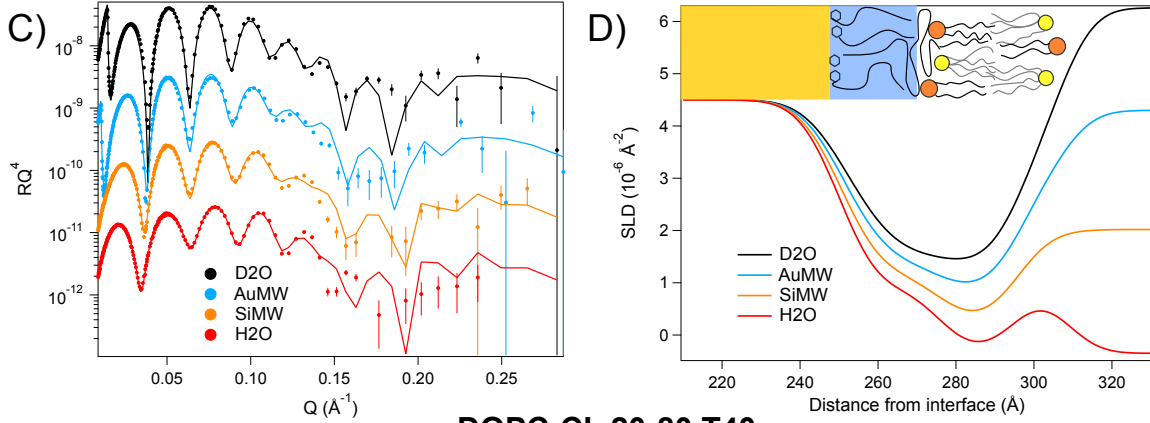 C)
10⁻⁸
10⁻⁹
10⁻¹⁰
10⁻¹¹
10⁻¹²
RQ⁴
D2O
AuMW
SiMW
H2O
0.05 0.10 0.15 0.20 0.25
Q (Å⁻¹)
D)
6
5
4
3
2
1
0
SLD (10⁻⁶ Å⁻²)
D2O
AuMW
SiMW
H2O
220 240 260 280 300 320
Distance from interface (Å)